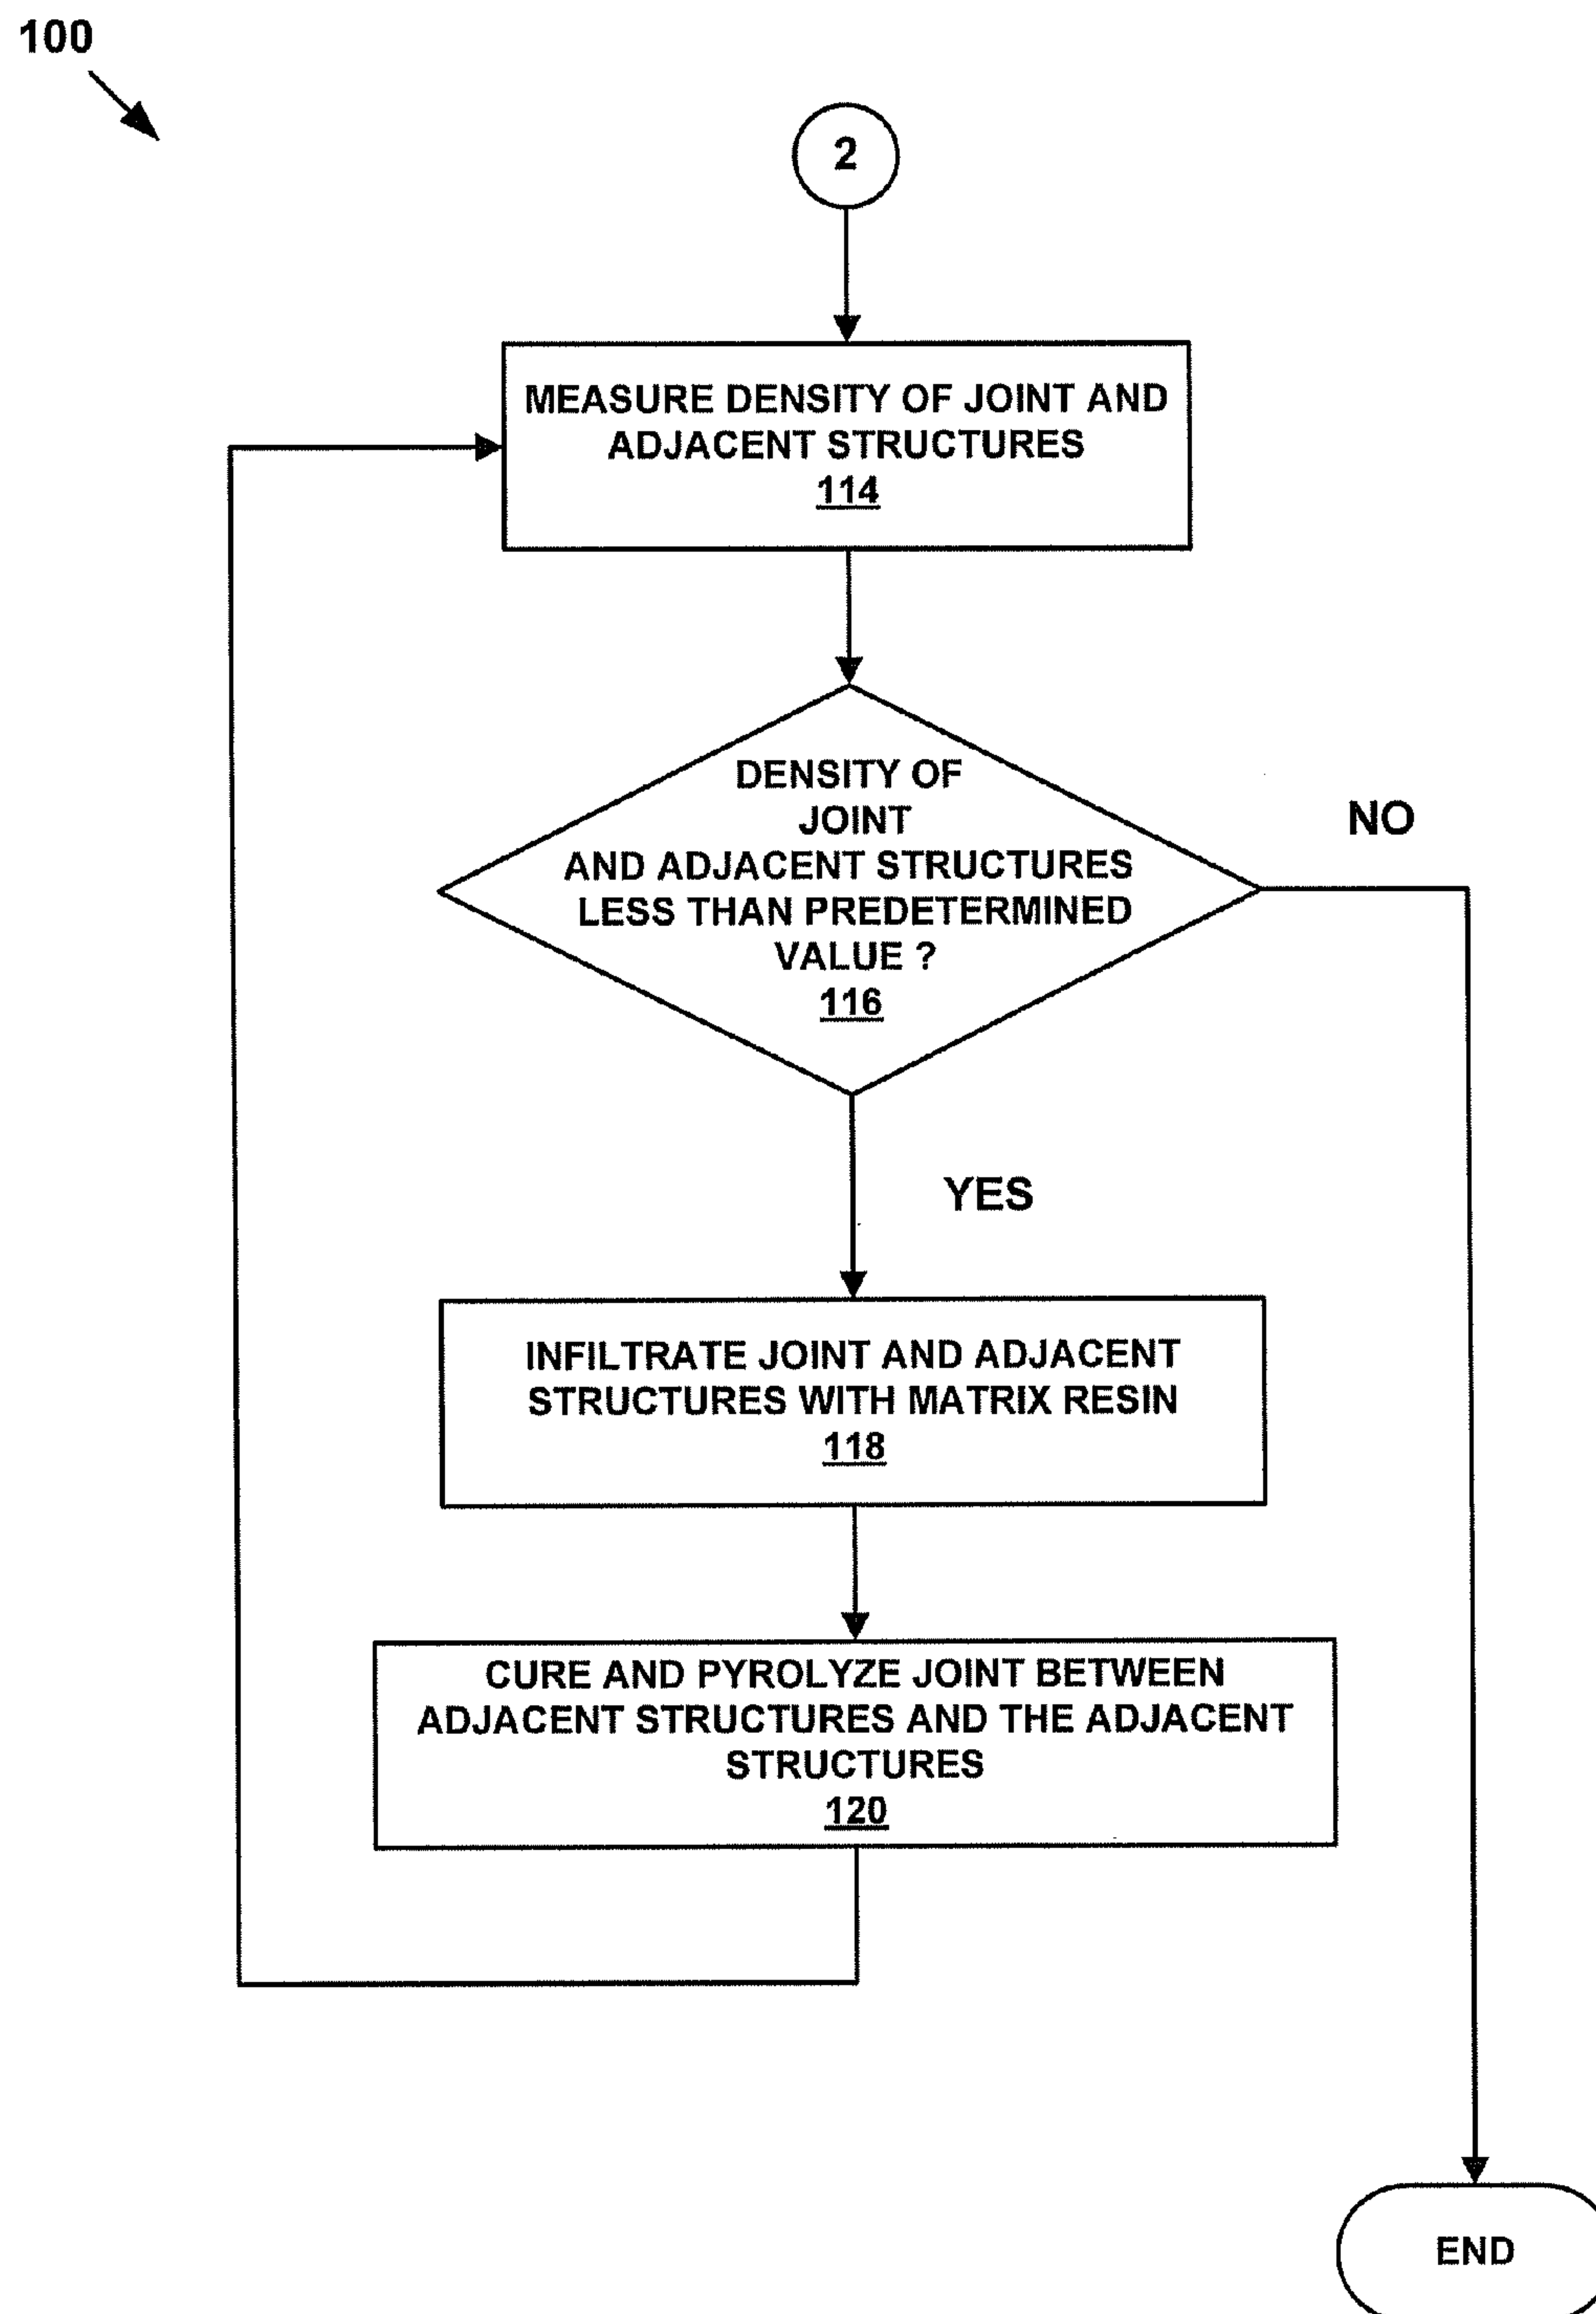 100
2
MEASURE DENSITY OF JOINT AND
ADJACENT STRUCTURES
114
DENSITY OF
JOINT
AND ADJACENT STRUCTURES
LESS THAN PREDETERMINED
VALUE ?
116
NO
YES
INFILTRATE JOINT AND ADJACENT
STRUCTURES WITH MATRIX RESIN
118
CURE AND PYROLYZE JOINT BETWEEN
ADJACENT STRUCTURES AND THE ADJACENT
STRUCTURES
120
END